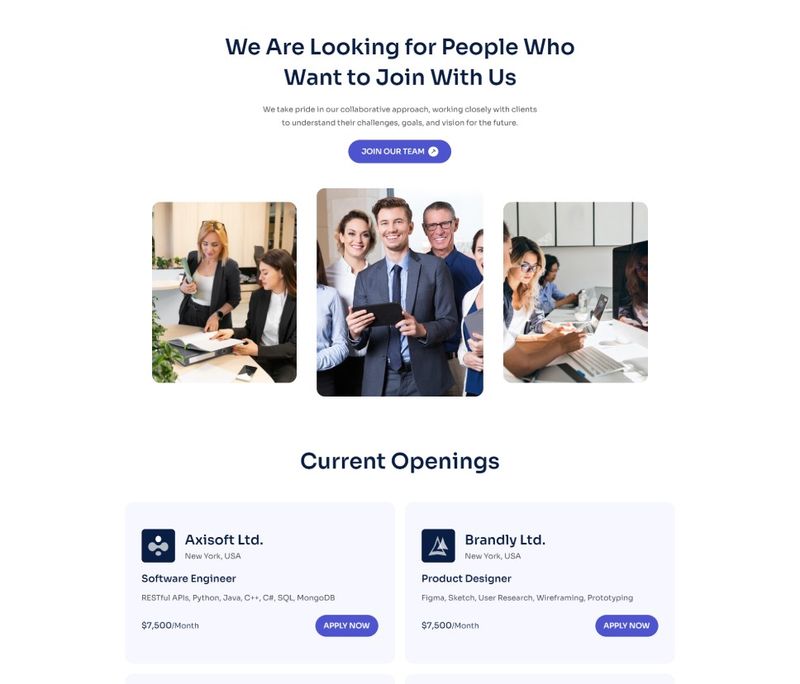 We Are Looking for People Who
Want to Join With Us
We take pride in our collaborative approach, working closely with clients
to understand their challenges, goals, and vision for the future.
JOIN OUR TEAM
Current Openings
Axisoft Ltd.
New York, USA
Software Engineer
RESTful APIs, Python, Java, C++, C#, SQL, MongoDB
$7,500/Month
APPLY NOW
Brandly Ltd.
New York, USA
Product Designer
Figma, Sketch, User Research, Wireframing, Prototyping
$7,500/Month
APPLY NOW